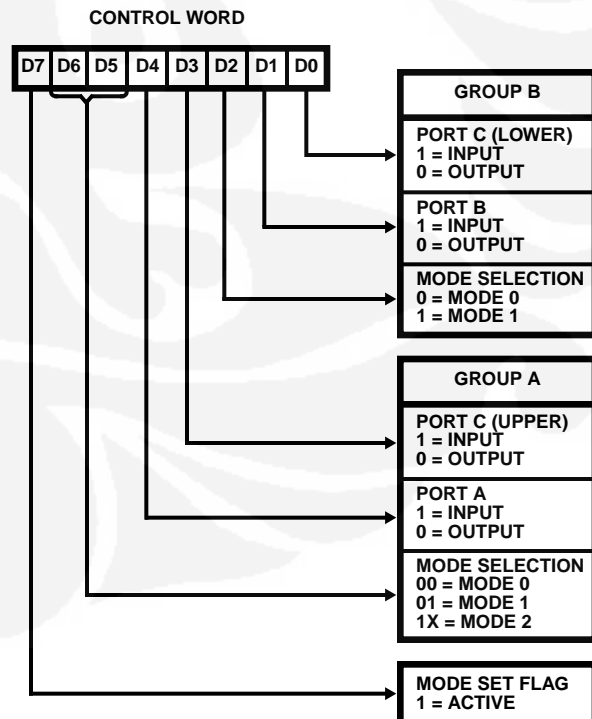 CONTROL WORD
D7 D6 D5 D4 D3 D2 D1 D0
GROUP B
PORT C (LOWER)
1 = INPUT
0 = OUTPUT
PORT B
1 = INPUT
0 = OUTPUT
MODE SELECTION
0 = MODE 0
1 = MODE 1
GROUP A
PORT C (UPPER)
1 = INPUT
0 = OUTPUT
PORT A
1 = INPUT
0 = OUTPUT
MODE SELECTION
00 = MODE 0
01 = MODE 1
1X = MODE 2
MODE SET FLAG
1 = ACTIVE